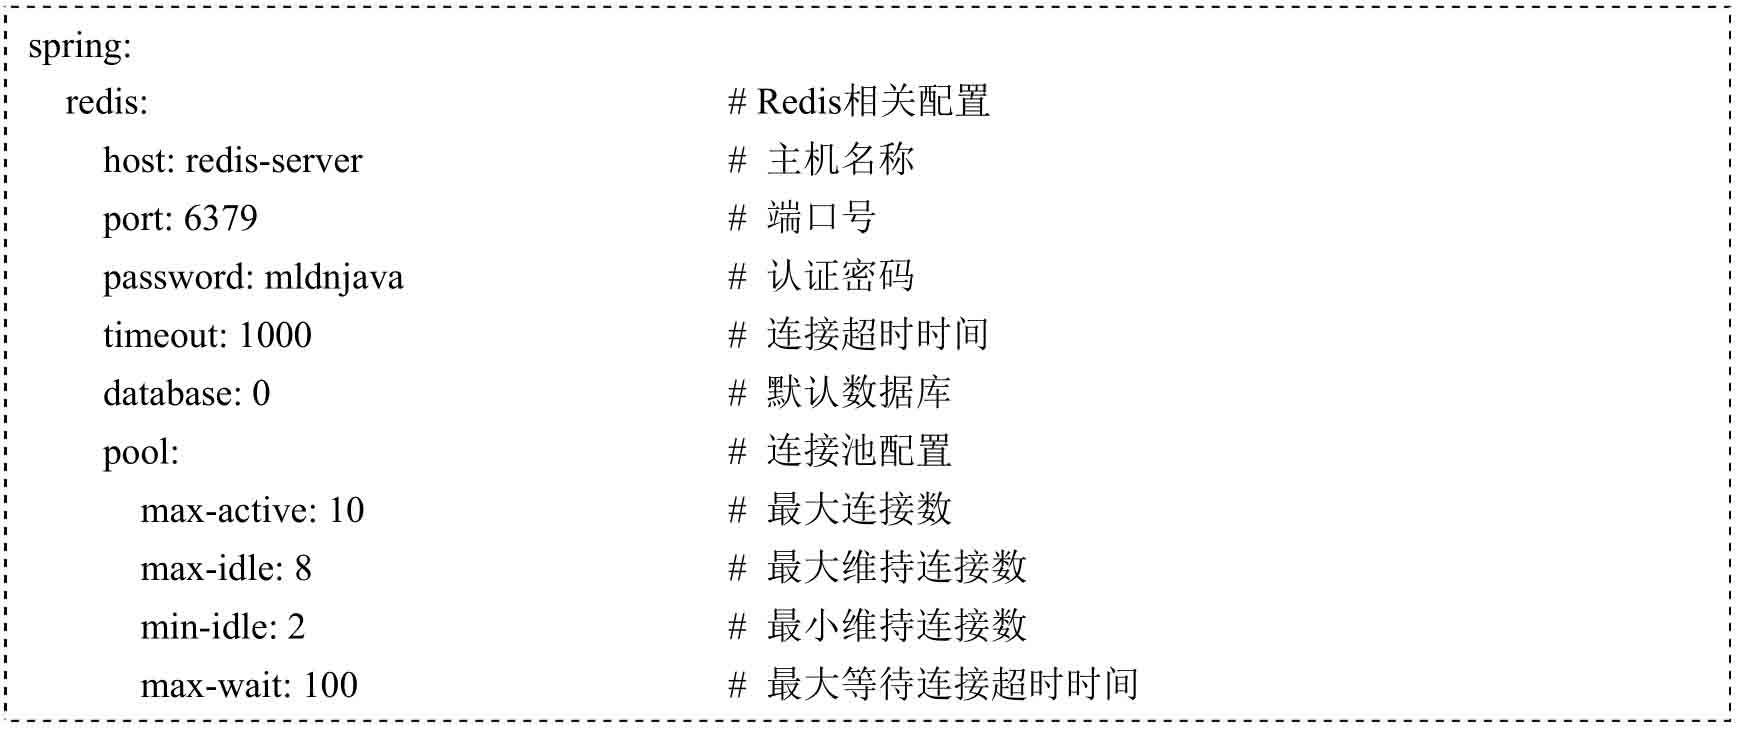 spring:
redis: # Redis相关配置
host: redis-server # 主机名称
port: 6379 # 端口号
password: mldnjava # 认证密码
timeout: 1000 # 连接超时时间
database: 0 # 默认数据库
pool: # 连接池配置
max-active: 10 # 最大连接数
max-idle: 8 # 最大维持连接数
min-idle: 2 # 最小维持连接数
max-wait: 100 # 最大等待连接超时时间